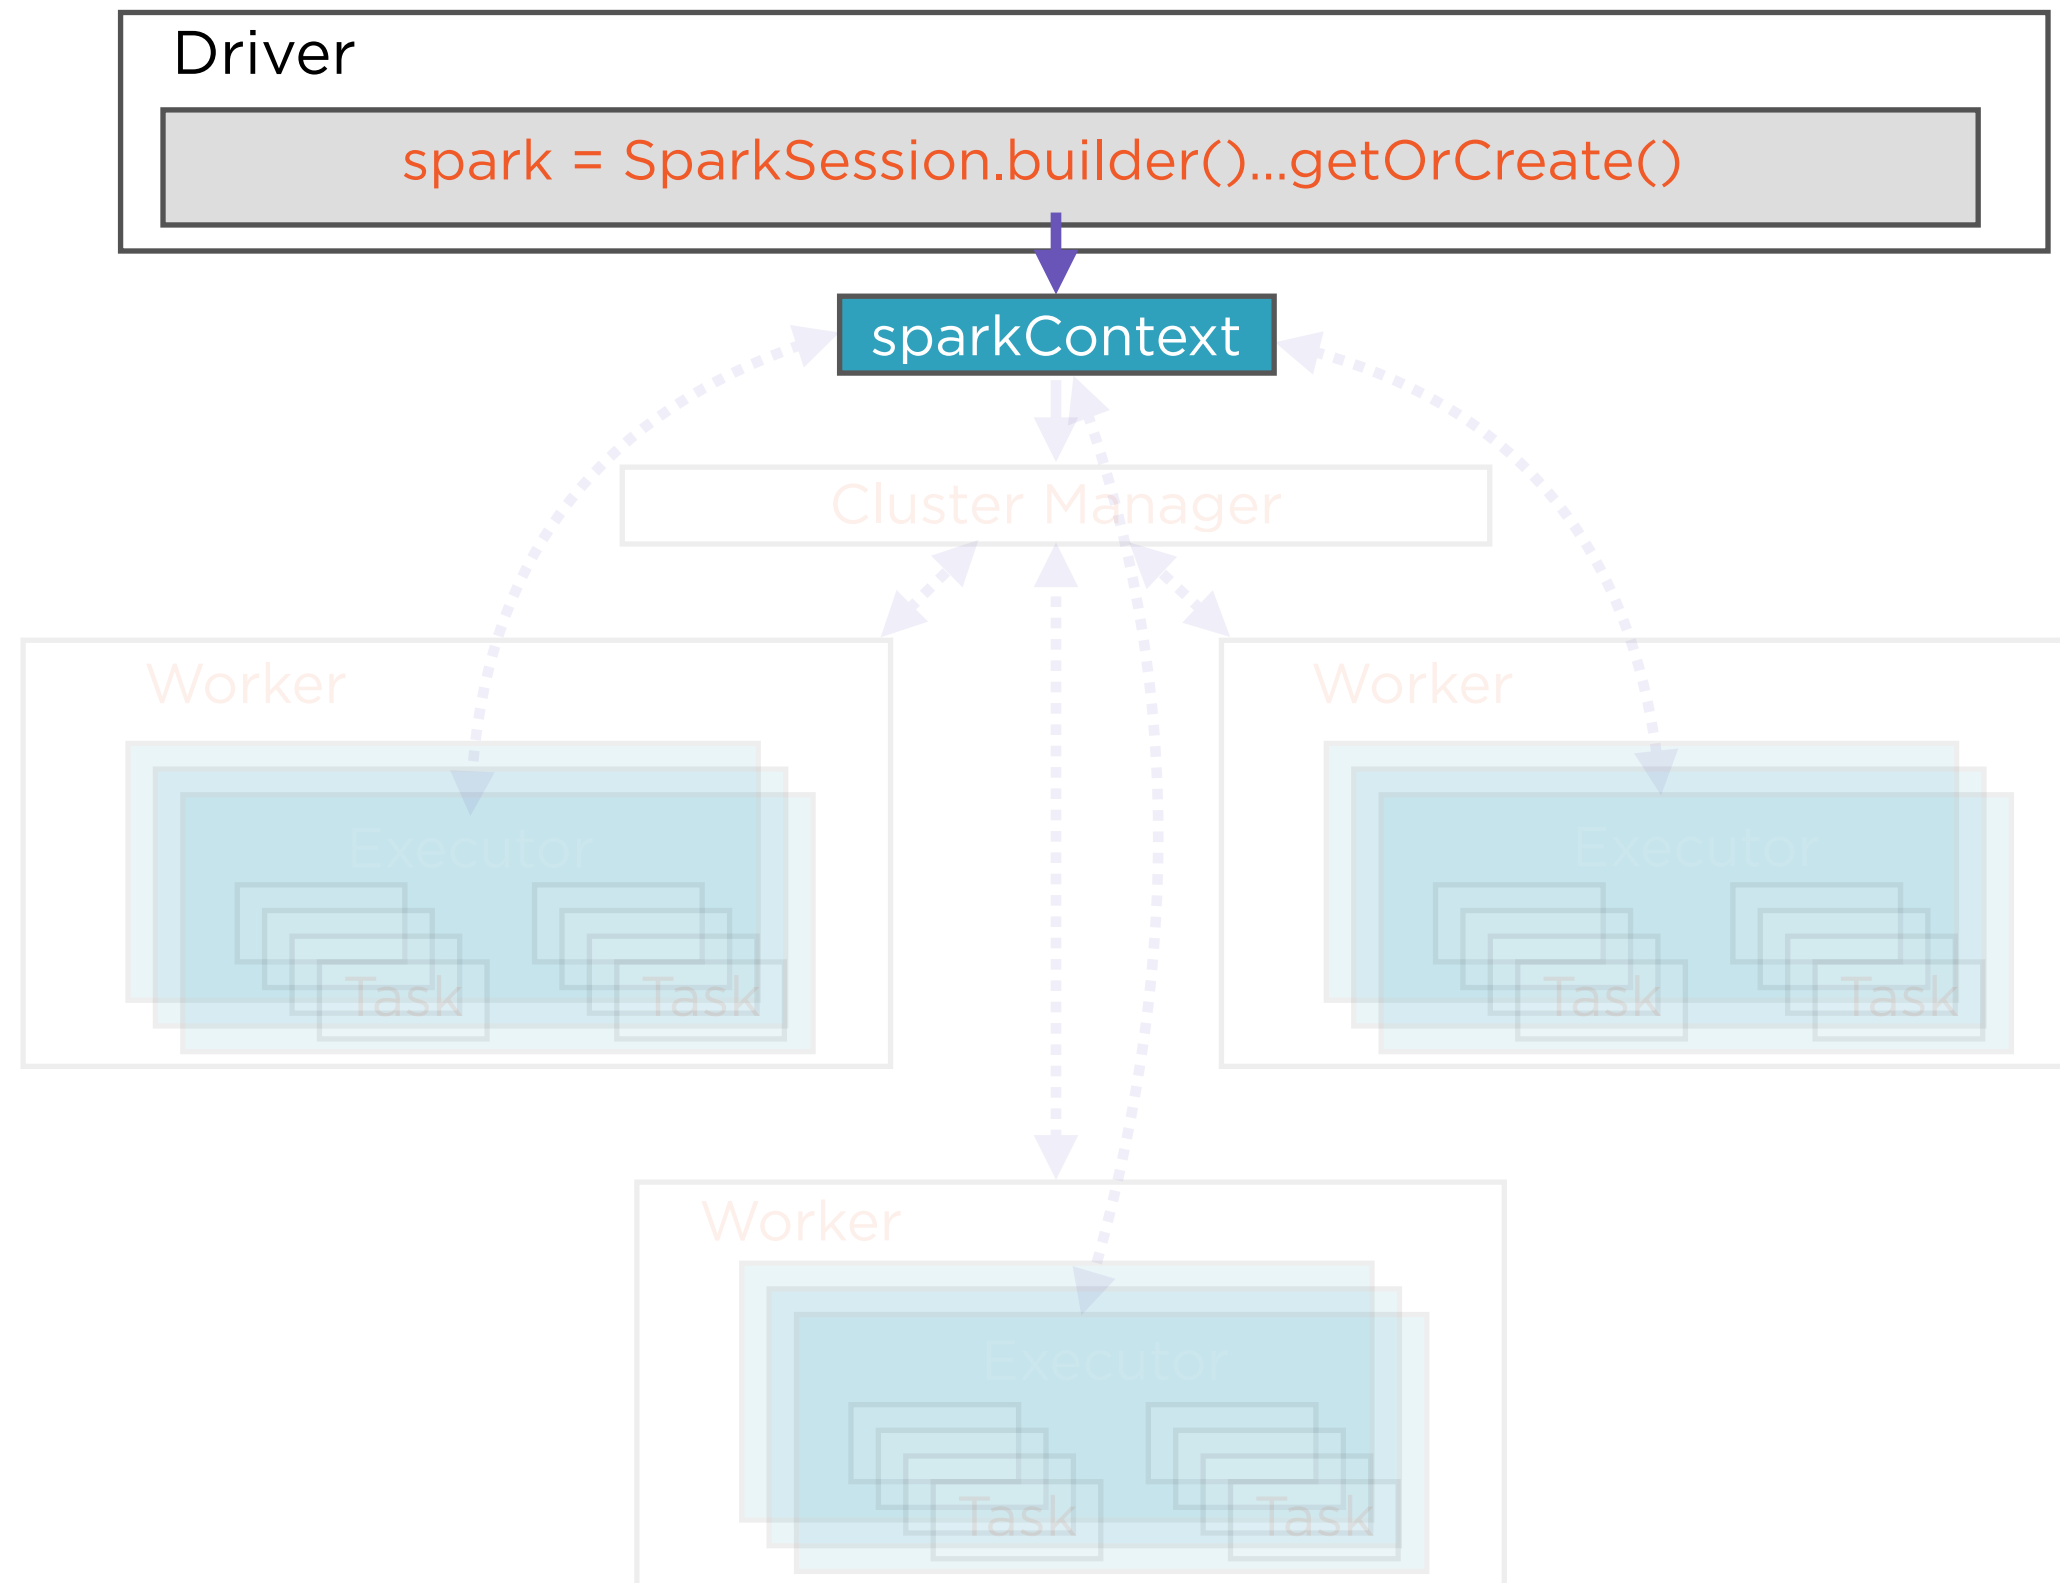 Driver
spark = SparkSession.builder()...getOrCreate()
sparkContext
Cluster Manager
Worker
Worker
Executor
Executor
Task
Task
Task
Task
Worker
Executor
Task
Task